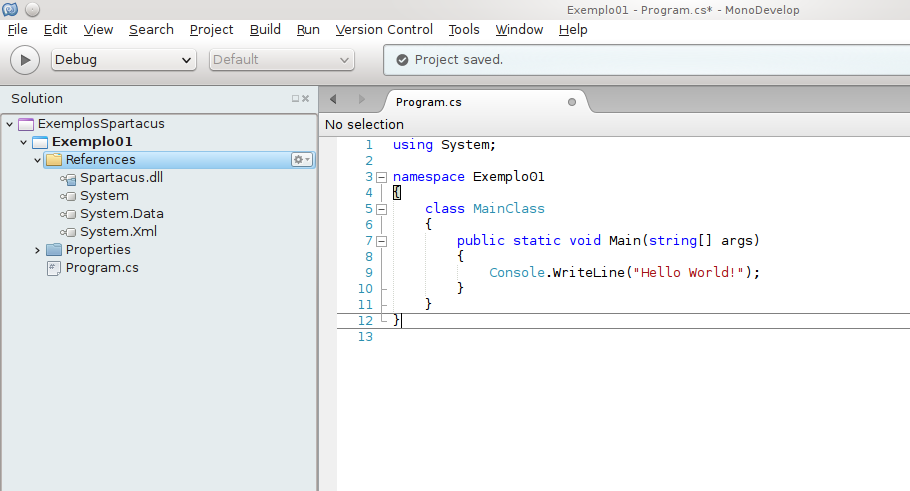 Exemplo01 - Program.cs* - MonoDevelop
File Edit View Search Project Build Run Version Control Tools Window Help
Debug Default Project saved.
Solution
Program.cs
No selection
ExemplosSpartacus
Exemplo01
References
Spartacus.dll
System
System.Data
System.Xml
Properties
Program.cs
1 using System;
2
3 namespace Exemplo01
4 {
5 class MainClass
6 {
7 public static void Main(string[] args)
8 {
9 Console.WriteLine("Hello World!");
10 }
11 }
12 }
13